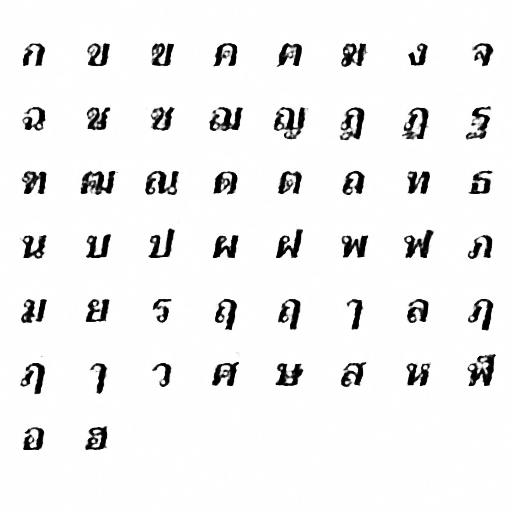 ก ข ฃ ค ฅ ฆ ง จ
ฉ ช ซ ฌ ญ ฎ ฏ ฐ
ฑ ฒ ณ ด ต ถ ท ธ
น บ ป ผ ฝ พ ฟ ภ
ม ย ร ฤ ฤ ๅ ล ฦ
ฦ ๅ ว ศ ษ ส ห ฬ
อ ฮ